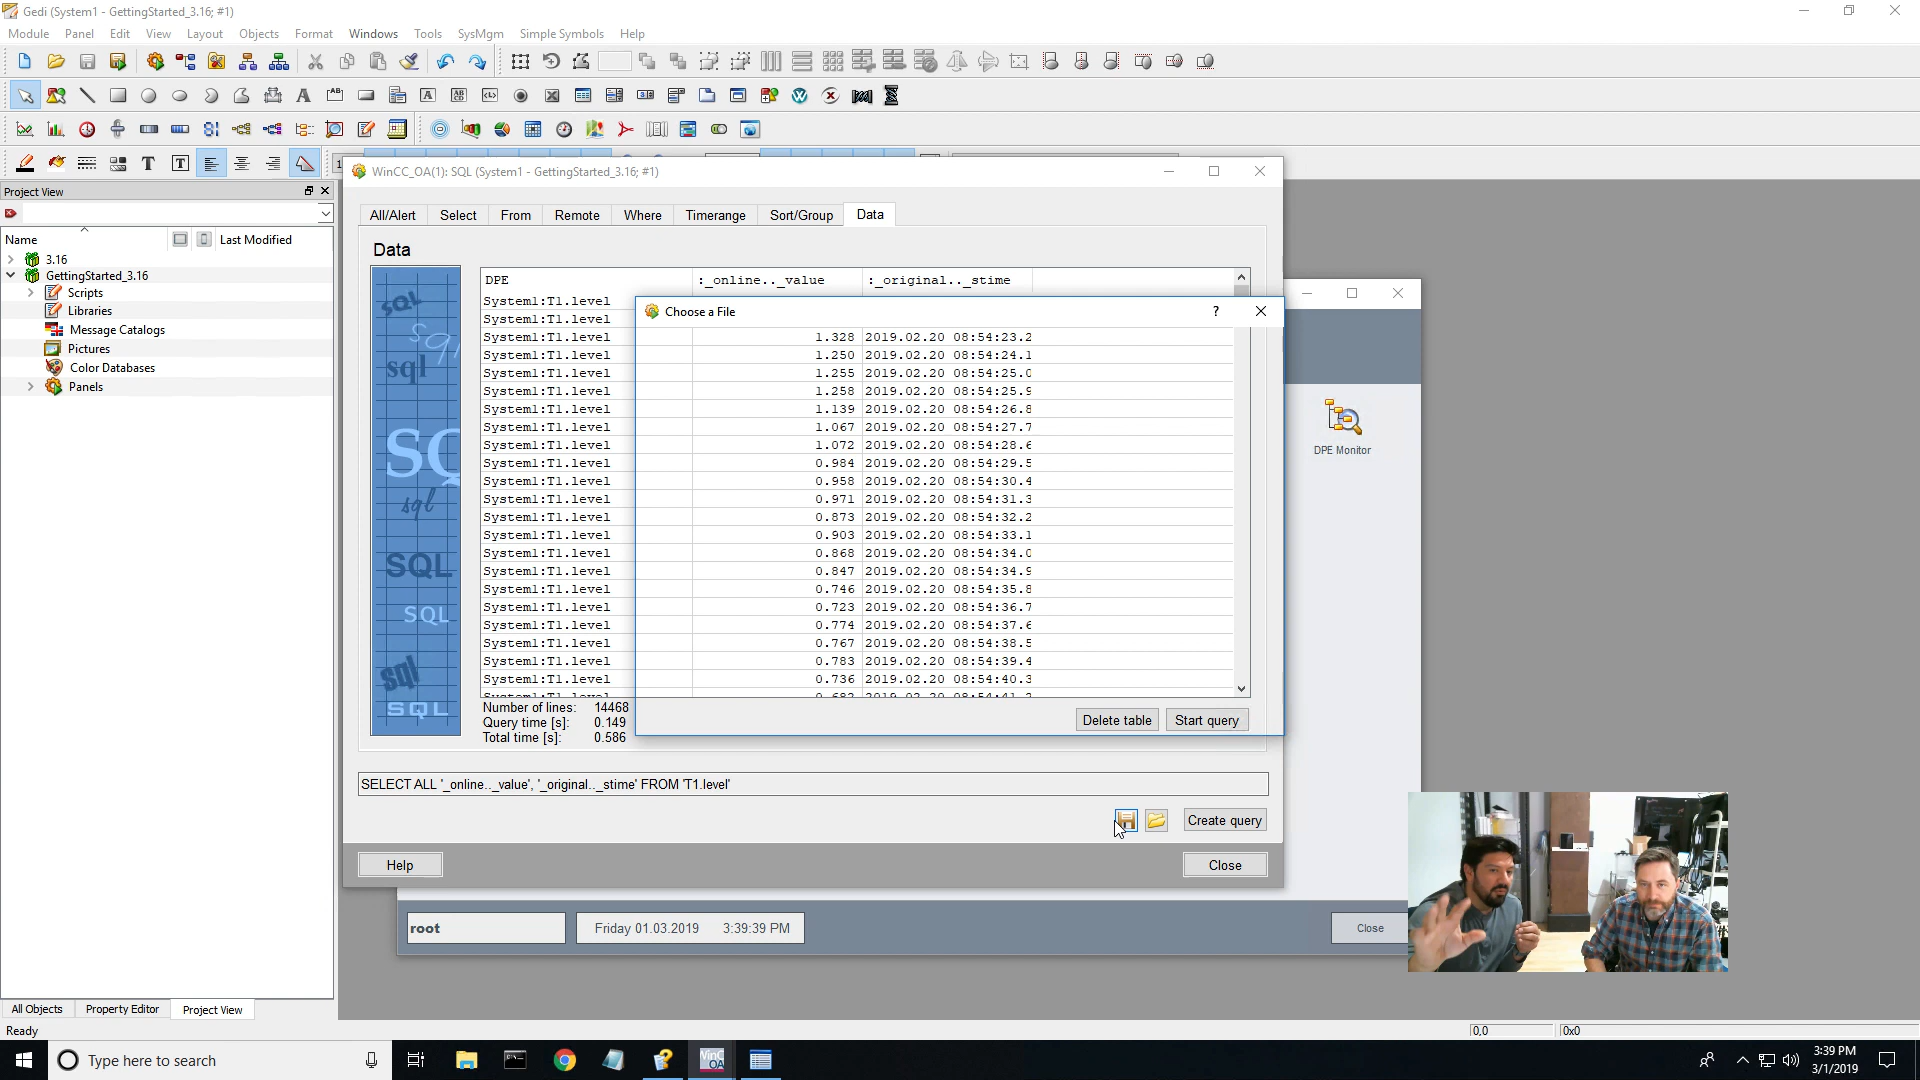 Gedi (System1 - GettingStarted_3.16; #1)
Module Panel Edit View Layout Objects Format Windows Tools SysMgm Simple Symbols Help
Project View
Name Last Modified
3.16
GettingStarted_3.16
Scripts
Libraries
Message Catalogs
Pictures
Color Databases
Panels
WinCC_OA(1): SQL (System1 - GettingStarted_3.16; #1)
All/Alert Select From Remote Where Timerange Sort/Group Data
Data
DPE :_online.._value :_original.._stime
System1:T1.level
System1:T1.level
Choose a File
System1:T1.level 1.328 2019.02.20 08:54:23.2
System1:T1.level 1.250 2019.02.20 08:54:24.1
System1:T1.level 1.255 2019.02.20 08:54:25.0
System1:T1.level 1.258 2019.02.20 08:54:25.9
System1:T1.level 1.139 2019.02.20 08:54:26.8
System1:T1.level 1.067 2019.02.20 08:54:27.7
System1:T1.level 1.072 2019.02.20 08:54:28.6
System1:T1.level 0.984 2019.02.20 08:54:29.5
System1:T1.level 0.958 2019.02.20 08:54:30.4
System1:T1.level 0.971 2019.02.20 08:54:31.3
System1:T1.level 0.873 2019.02.20 08:54:32.2
System1:T1.level 0.903 2019.02.20 08:54:33.1
System1:T1.level 0.868 2019.02.20 08:54:34.0
System1:T1.level 0.847 2019.02.20 08:54:34.9
System1:T1.level 0.746 2019.02.20 08:54:35.8
System1:T1.level 0.723 2019.02.20 08:54:36.7
System1:T1.level 0.774 2019.02.20 08:54:37.6
System1:T1.level 0.767 2019.02.20 08:54:38.5
System1:T1.level 0.783 2019.02.20 08:54:39.4
System1:T1.level 0.736 2019.02.20 08:54:40.3
Number of lines: 14468
Query time [s]: 0.149
Total time [s]: 0.586
Delete table Start query
SQL
sql
SQL
SQL
sql
SQL
SELECT ALL '_online.._value', '_original.._stime' FROM 'T1.level'
Create query
Help Close
DPE Monitor
root Friday 01.03.2019 3:39:39 PM Close
All Objects Property Editor Project View
Ready 0,0 0x0
Type here to search
WinCC OA
3:39 PM
3/1/2019